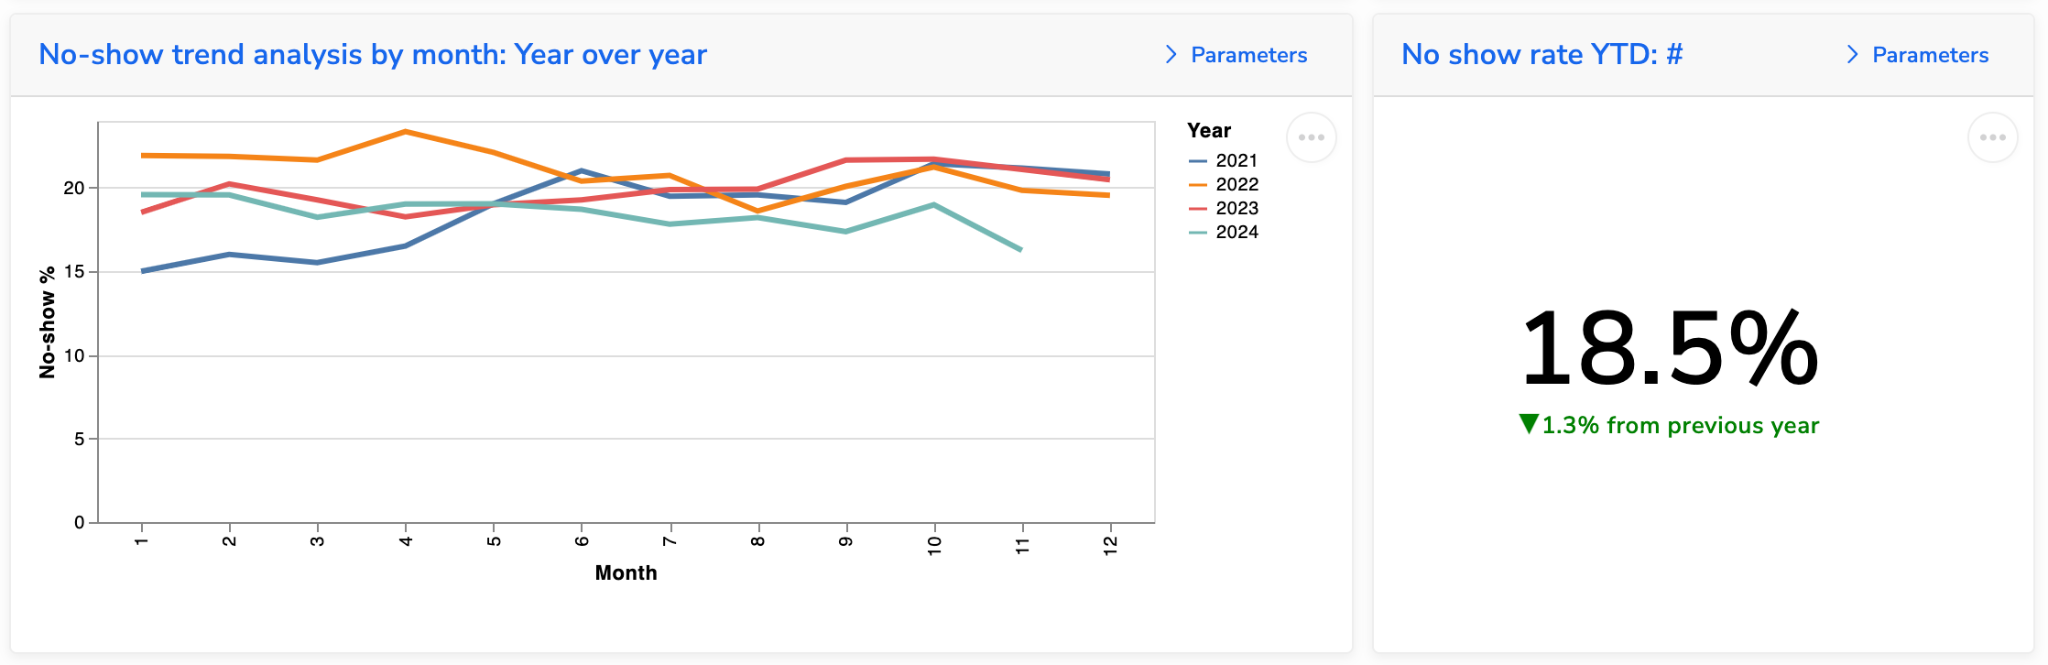 No-show trend analysis by month: Year over year
Parameters
Year
2021
2022
2023
2024
No-show %
20
15
10
5
0
1 2 3 4 5 6 7 8 9 10 11 12
Month
No show rate YTD: #
Parameters
18.5%
▼1.3% from previous year